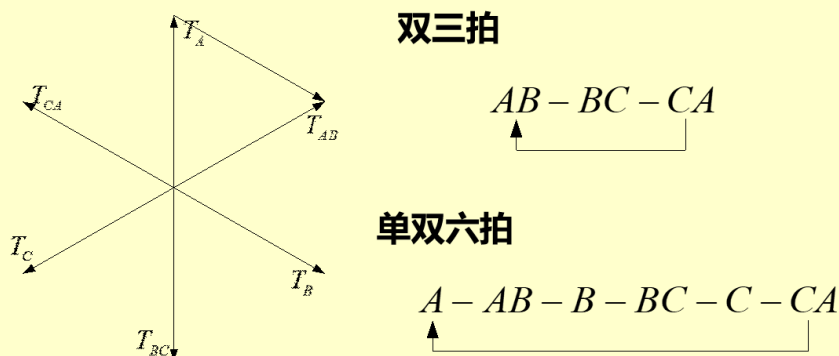 双三拍
T_A
T_CA
AB – BC – CA
T_AB
单双六拍
T_C
T_B
A – AB – B – BC – C – CA
T_BC